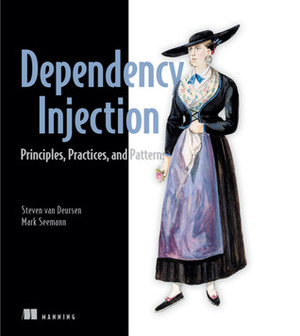 Dependency
Injection
Principles, Practices, and Patterns
Steven van Deursen
Mark Seemann
MANNING